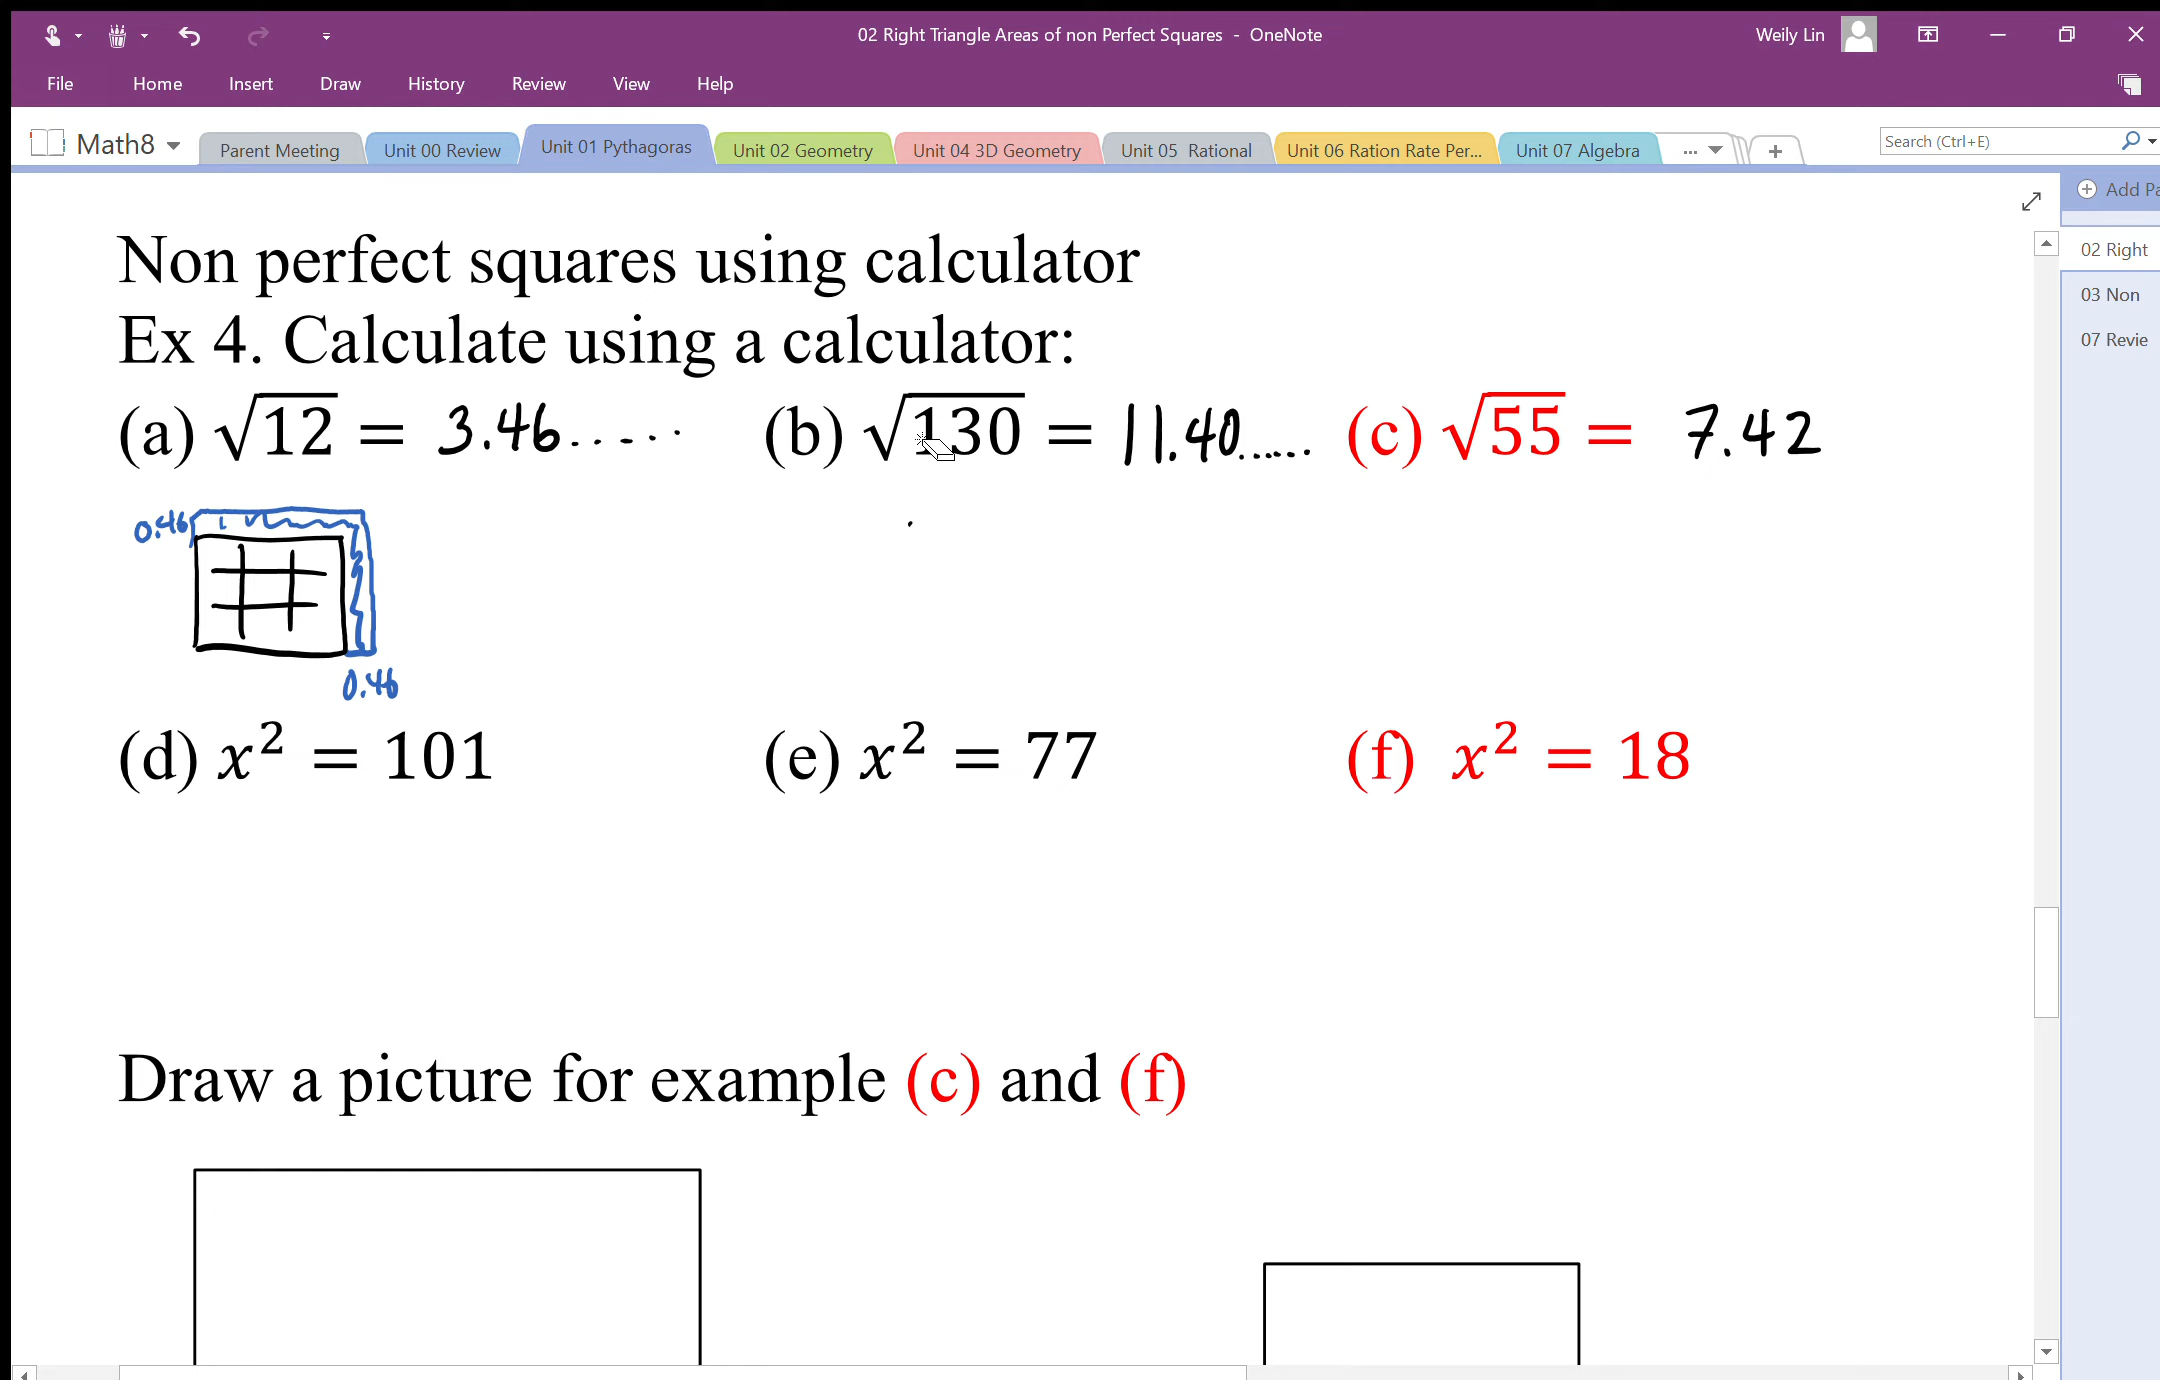 02 Right Triangle Areas of non Perfect Squares - OneNote
Weily Lin
File Home Insert Draw History Review View Help
Math8
Parent Meeting Unit 00 Review Unit 01 Pythagoras Unit 02 Geometry Unit 04 3D Geometry Unit 05 Rational Unit 06 Ration Rate Per... Unit 07 Algebra ... +
Search (Ctrl+E)
Add Pa
02 Right
03 Non
07 Revie
Non perfect squares using calculator
Ex 4. Calculate using a calculator:
(a) √12 = 3.46..... (b) √130 = 11.40...... (c) √55 = 7.42
0.46
0.46
(d) x² = 101 (e) x² = 77 (f) x² = 18
Draw a picture for example (c) and (f)